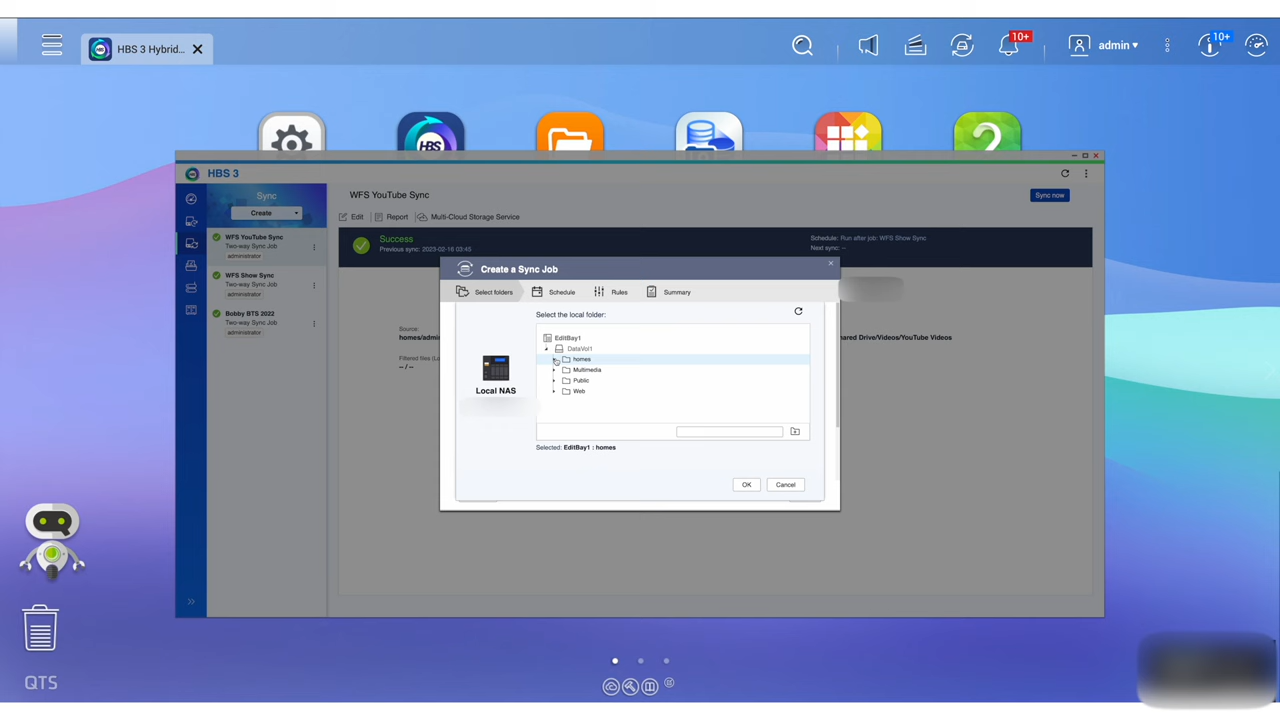 HBS 3 Hybrid...
10+
admin
10+
HBS
HBS 3
Sync
Create
WFS YouTube Sync
Two-way Sync Job
administrator
WFS Show Sync
Two-way Sync Job
administrator
Bobby BTS 2022
Two-way Sync Job
administrator
WFS YouTube Sync
Sync now
Edit
Report
Multi-Cloud Storage Service
Success
Previous sync: 2023-02-16 03:45
Schedule: Run after job: WFS Show Sync
Next sync: --
Source:
homes/admi
Filtered files (Lo
-- / --
hared Drive/Videos/YouTube Videos
Create a Sync Job
Select folders
Schedule
Rules
Summary
Select the local folder:
EditBay1
DataVol1
homes
Multimedia
Public
Web
Local NAS
Selected: EditBay1 : homes
OK
Cancel
QTS